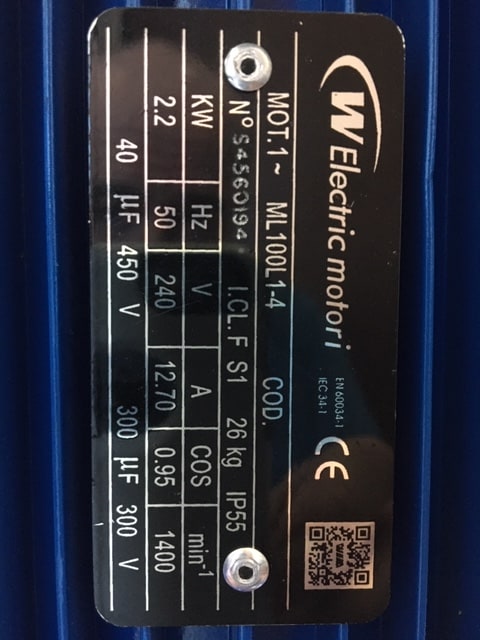 W Electric motori
EN 60034-1
IEC 34-1
CE
MOT.1~ ML100L1-4 COD.
N° S4560194 I.CL.F S1 26 kg IP55
KW Hz V A COS min-1
2.2 50 240 12.70 0.95 1400
40 µF 450 V 300 µF 300 V